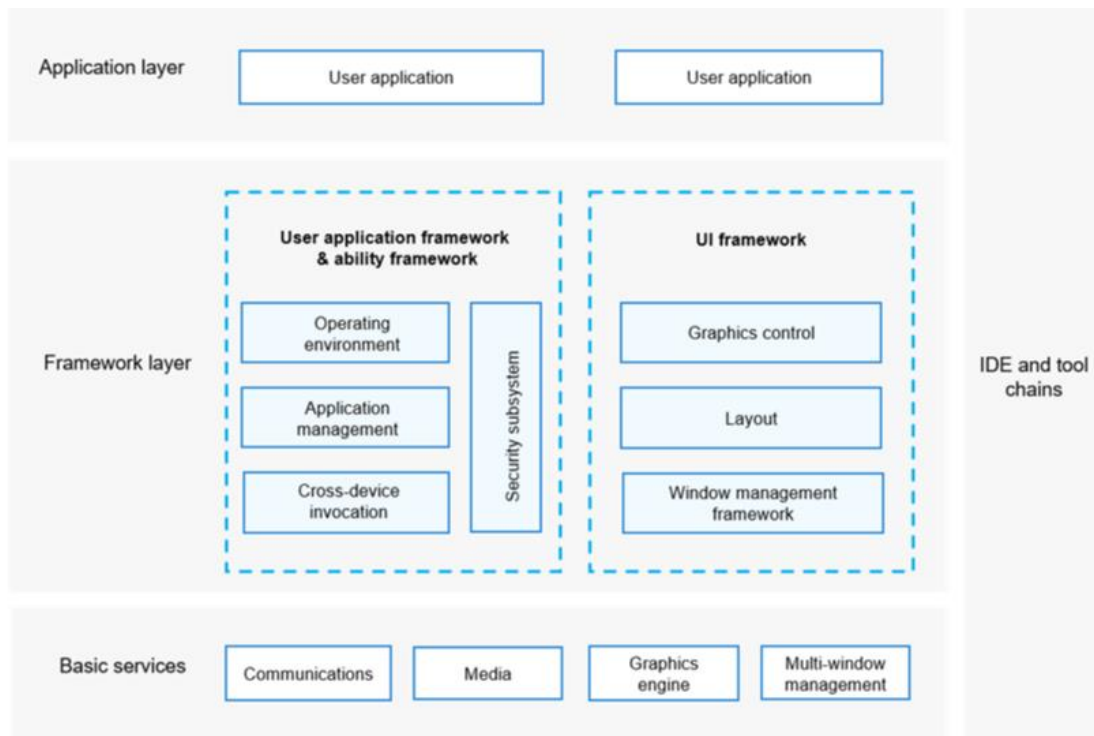 Application layer
User application
User application
Framework layer
User application framework
& ability framework
Operating
environment
Application
management
Cross-device
invocation
Security subsystem
UI framework
Graphics control
Layout
Window management
framework
Basic services
Communications
Media
Graphics
engine
Multi-window
management
IDE and tool
chains